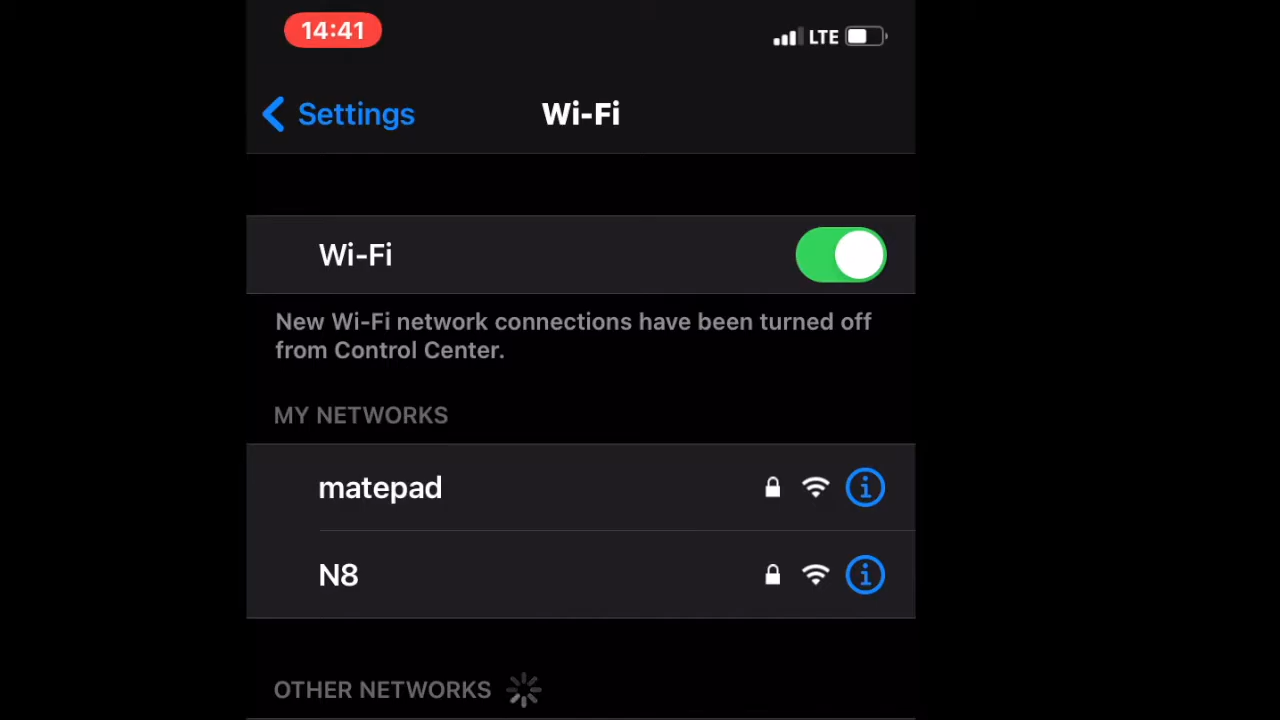 14:41
LTE
Settings
Wi-Fi
Wi-Fi
New Wi-Fi network connections have been turned off
from Control Center.
MY NETWORKS
matepad
N8
OTHER NETWORKS